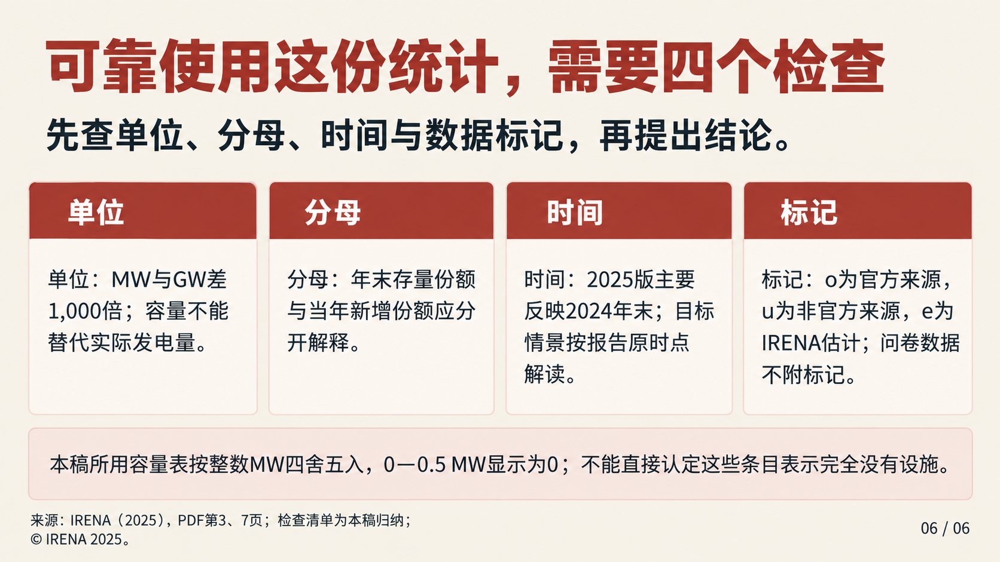 可靠使用这份统计，需要四个检查
先查单位、分母、时间与数据标记，再提出结论。
单位
单位：MW与GW差
1,000倍；容量不能
替代实际发电量。
分母
分母：年末存量份额
与当年新增份额应分
开解释。
时间
时间：2025版主要
反映2024年末；目标
情景按报告原时点
解读。
标记
标记：o为官方来源，
u为非官方来源，e为
IRENA估计；问卷数据
不附标记。
本稿所用容量表按整数MW四舍五入，0—0.5 MW显示为0；不能直接认定这些条目表示完全没有设施。
来源：IRENA（2025），PDF第3、7页；检查清单为本稿归纳；
© IRENA 2025。
06 / 06